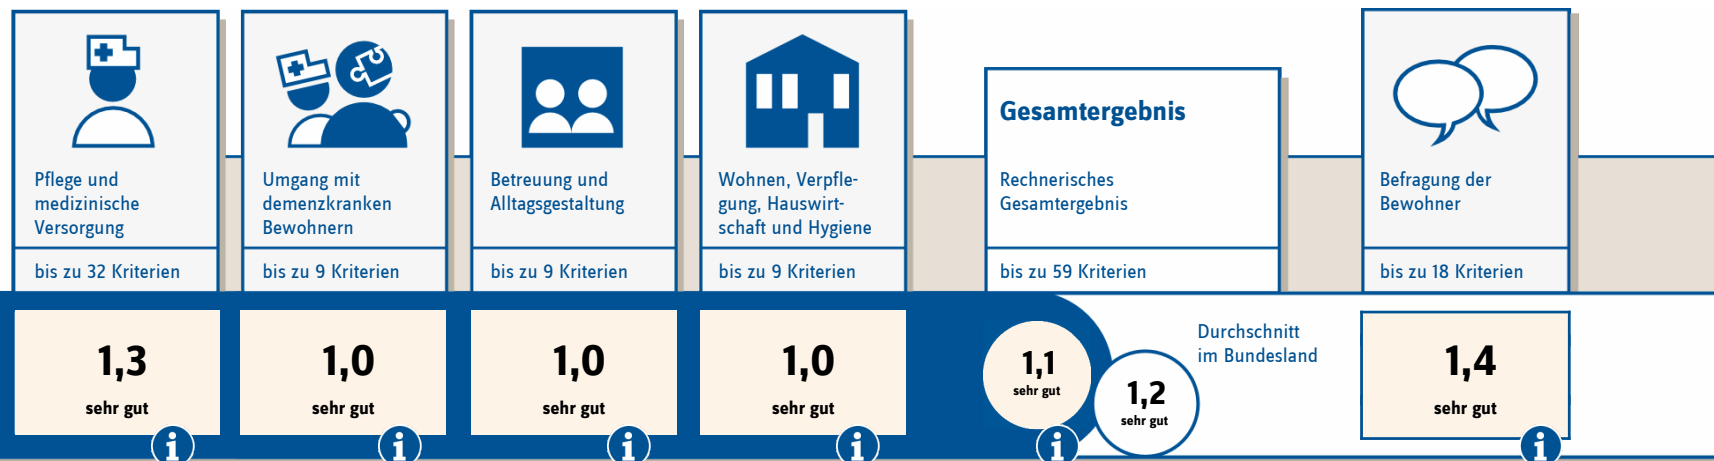 Pflege und
medizinische
Versorgung
bis zu 32 Kriterien
1,3
sehr gut
Umgang mit
demenzkranken
Bewohnern
bis zu 9 Kriterien
1,0
sehr gut
Betreuung und
Alltagsgestaltung
bis zu 9 Kriterien
1,0
sehr gut
Wohnen, Verpfle-
gung, Hauswirt-
schaft und Hygiene
bis zu 9 Kriterien
1,0
sehr gut
Gesamtergebnis
Rechnerisches
Gesamtergebnis
bis zu 59 Kriterien
1,1
sehr gut
Durchschnitt
im Bundesland
1,2
sehr gut
Befragung der
Bewohner
bis zu 18 Kriterien
1,4
sehr gut